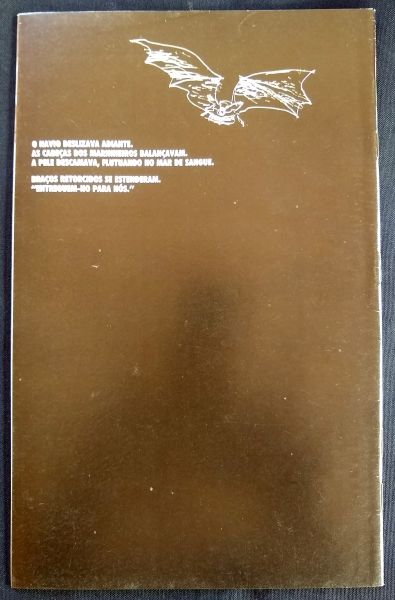 O NAVIO DESLIZAVA ADIANTE.
AS CABEÇAS DOS MARINHEIROS BALANÇAVAM.
A PELE DESCAMAVA, FLUTUANDO NO MAR DE SANGUE.
BRAÇOS RETORCIDOS SE ESTENDERAM.
"ENTREGUEM-NO PARA NÓS."